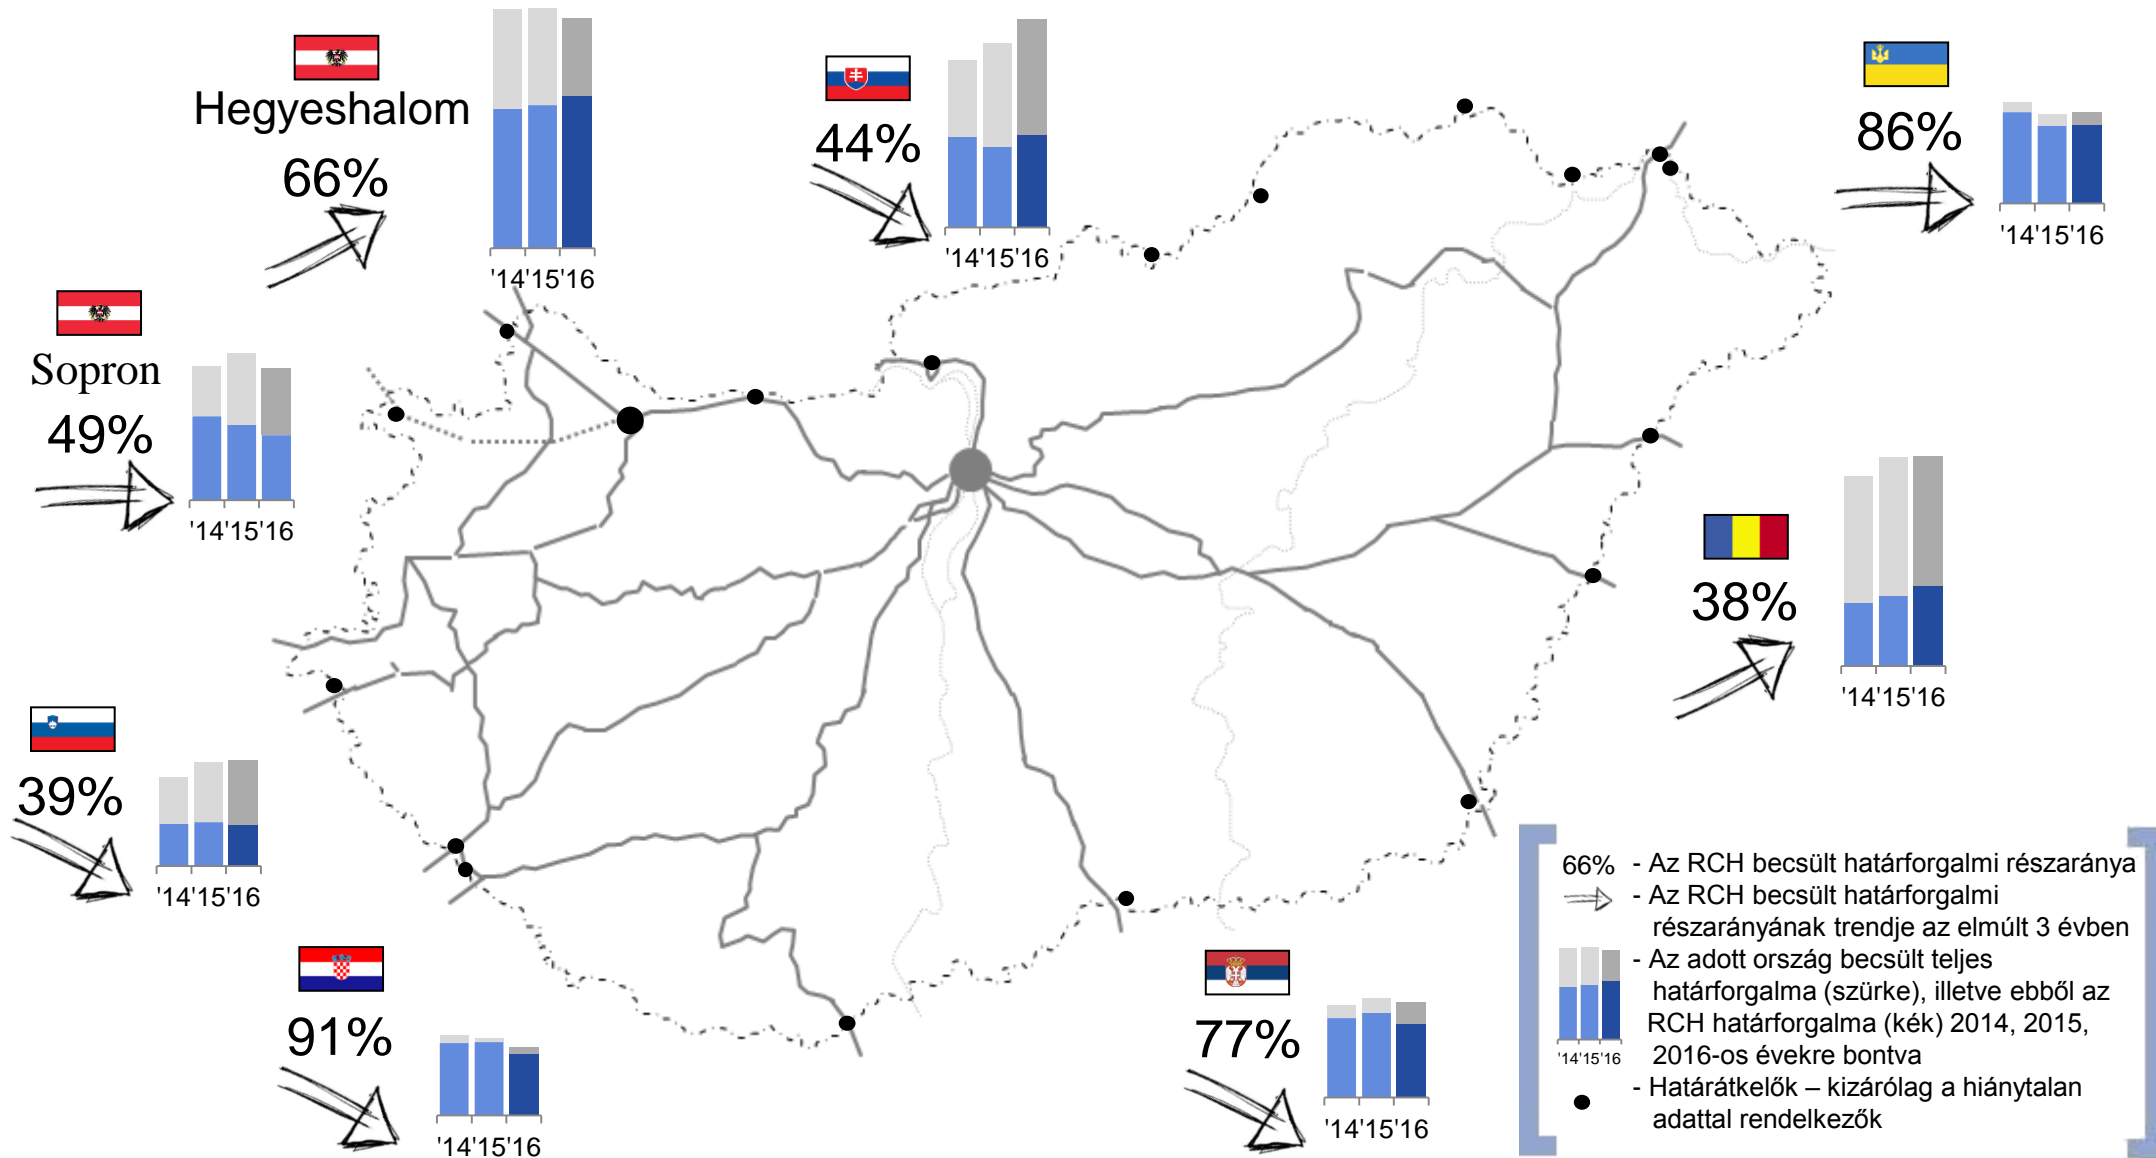 Hegyeshalom
66%
'14'15'16
44%
'14'15'16
86%
'14'15'16
Sopron
49%
'14'15'16
38%
'14'15'16
39%
'14'15'16
91%
'14'15'16
77%
'14'15'16
66% - Az RCH becsült határforgalmi részaránya
- Az RCH becsült határforgalmi
részarányának trendje az elmúlt 3 évben
- Az adott ország becsült teljes
határforgalma (szürke), illetve ebből az
RCH határforgalma (kék) 2014, 2015,
2016-os évekre bontva
'14'15'16
- Határátkelők – kizárólag a hiánytalan
adattal rendelkezők